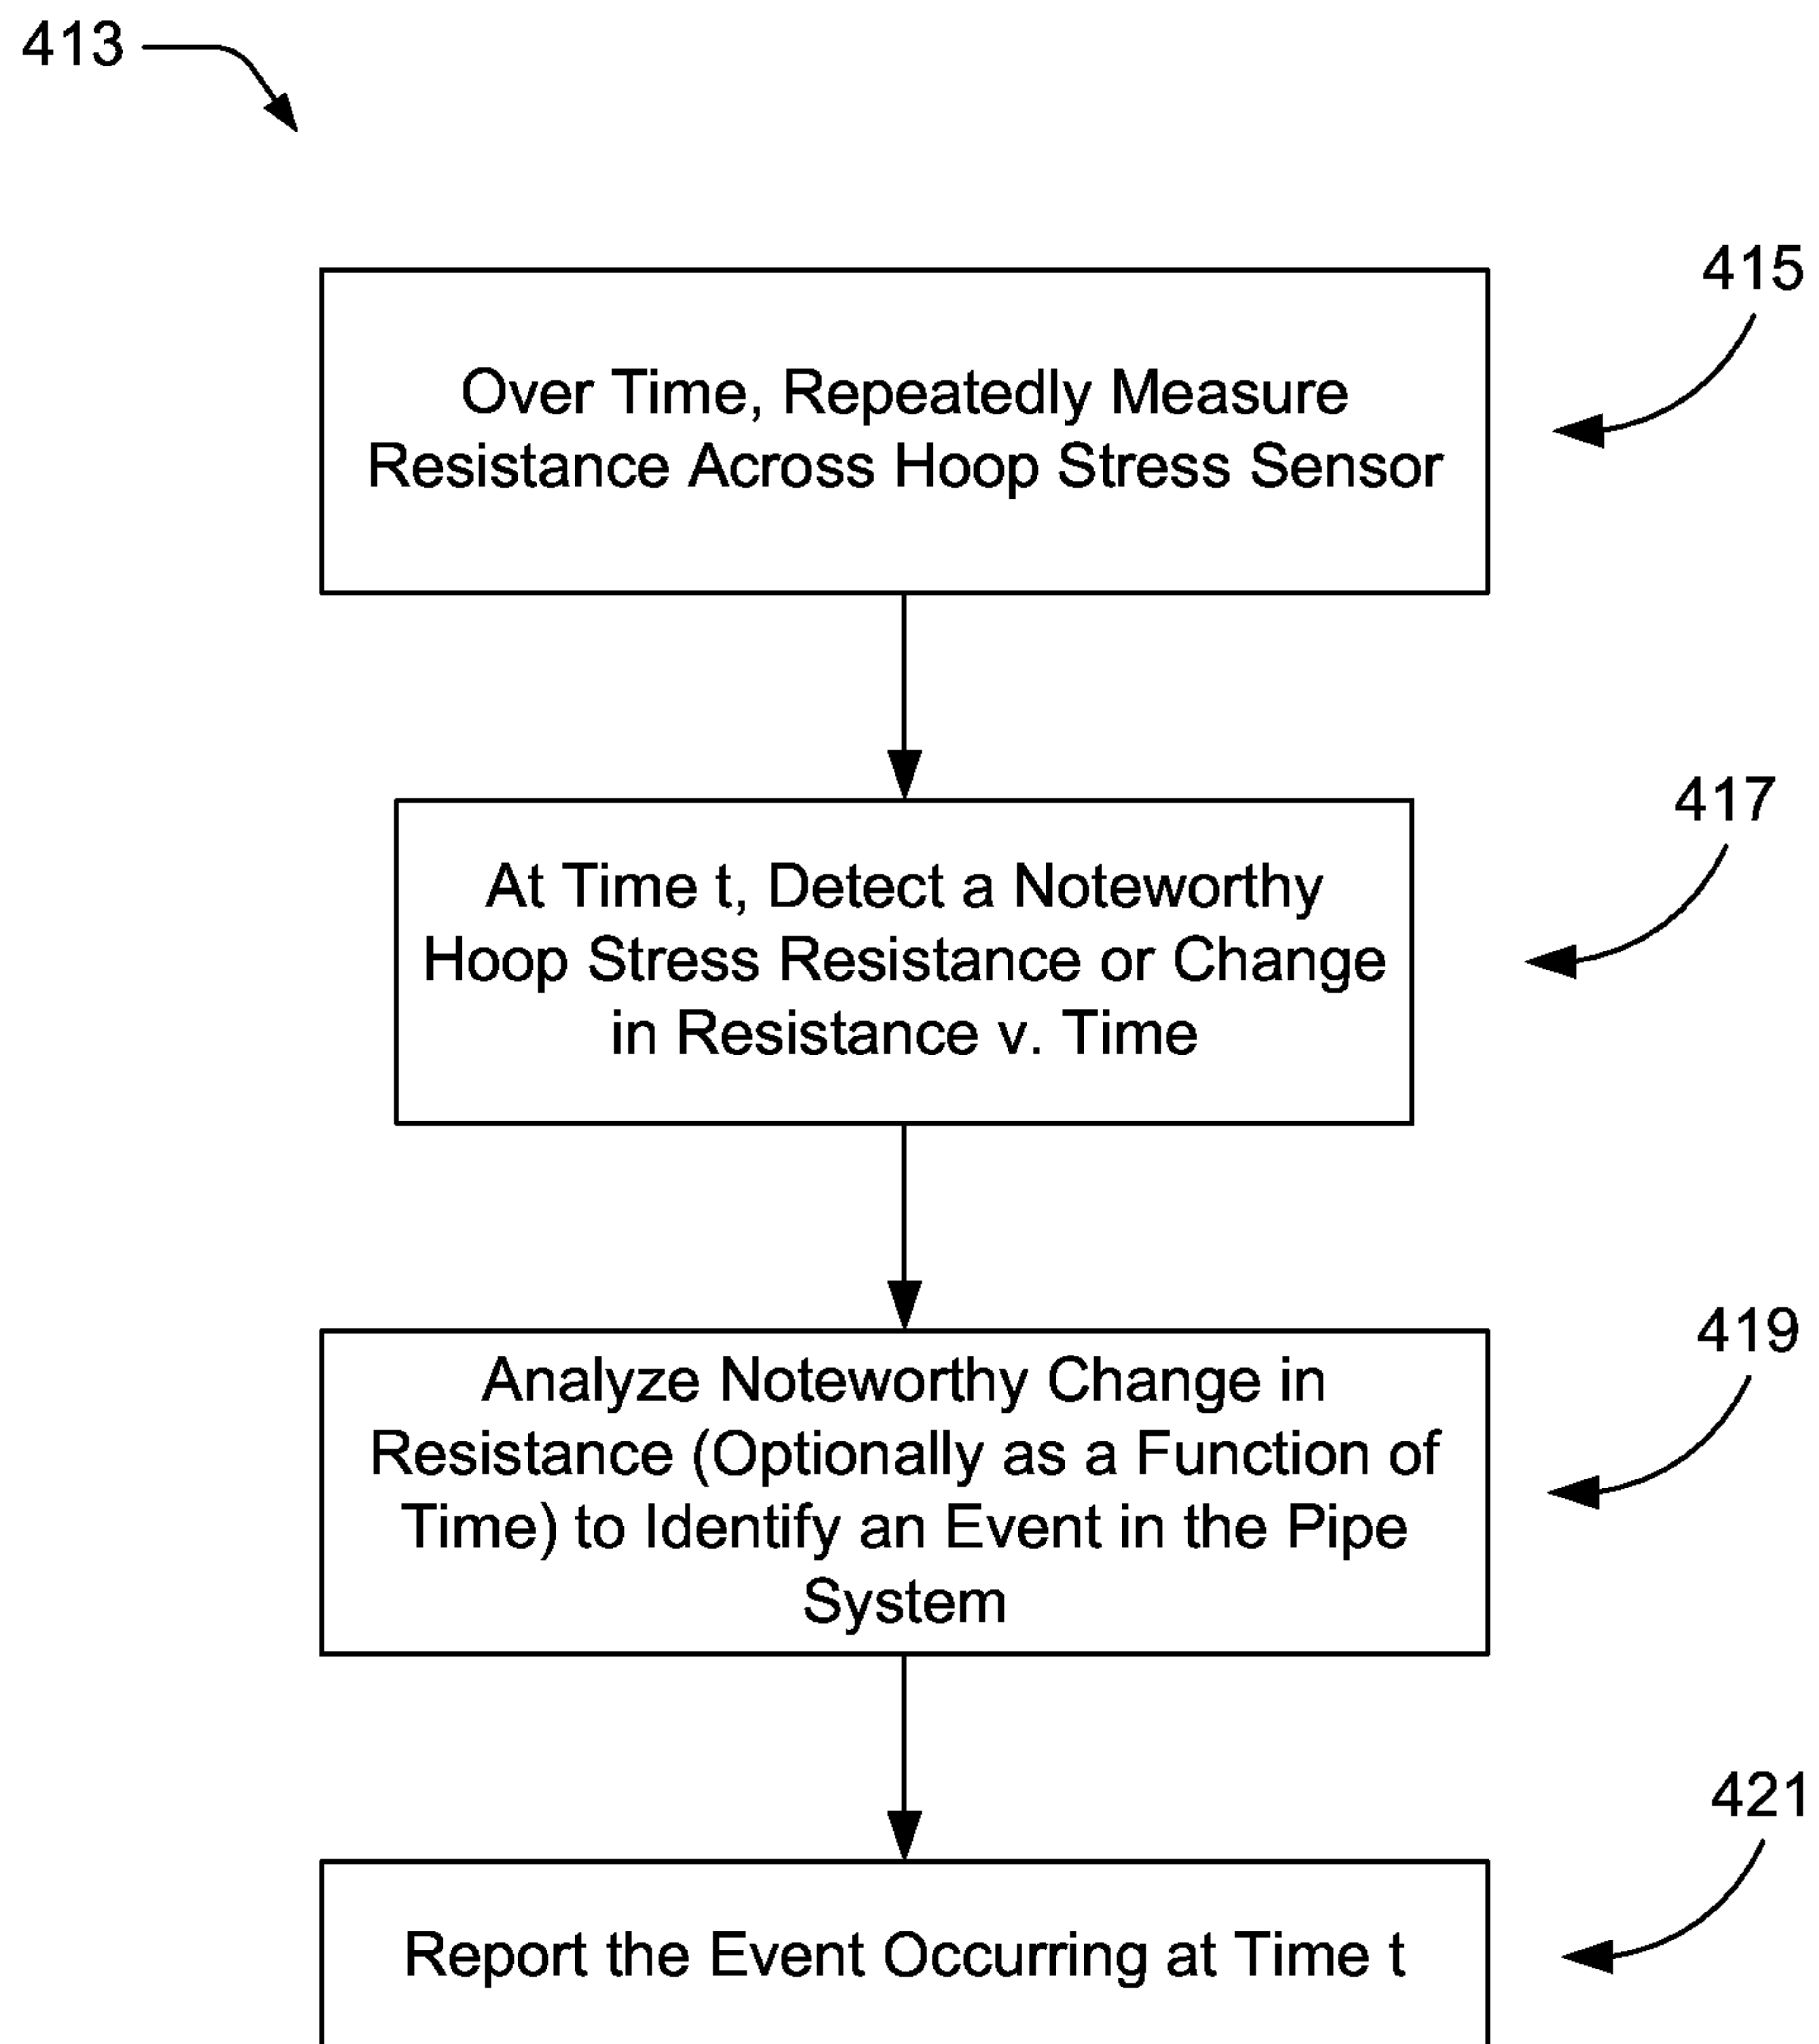 413
415
Over Time, Repeatedly Measure
Resistance Across Hoop Stress Sensor
417
At Time t, Detect a Noteworthy
Hoop Stress Resistance or Change
in Resistance v. Time
419
Analyze Noteworthy Change in
Resistance (Optionally as a Function of
Time) to Identify an Event in the Pipe
System
421
Report the Event Occurring at Time t